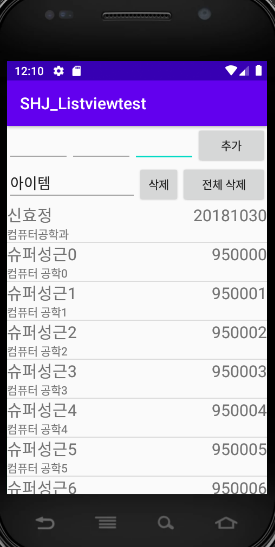 12:10
SHJ_Listviewtest
추가
아이템 삭제 전체 삭제
신효정 20181030
컴퓨터공학과
슈퍼성근0 950000
컴퓨터 공학0
슈퍼성근1 950001
컴퓨터 공학1
슈퍼성근2 950002
컴퓨터 공학2
슈퍼성근3 950003
컴퓨터 공학3
슈퍼성근4 950004
컴퓨터 공학4
슈퍼성근5 950005
컴퓨터 공학5
슈퍼성근6 950006